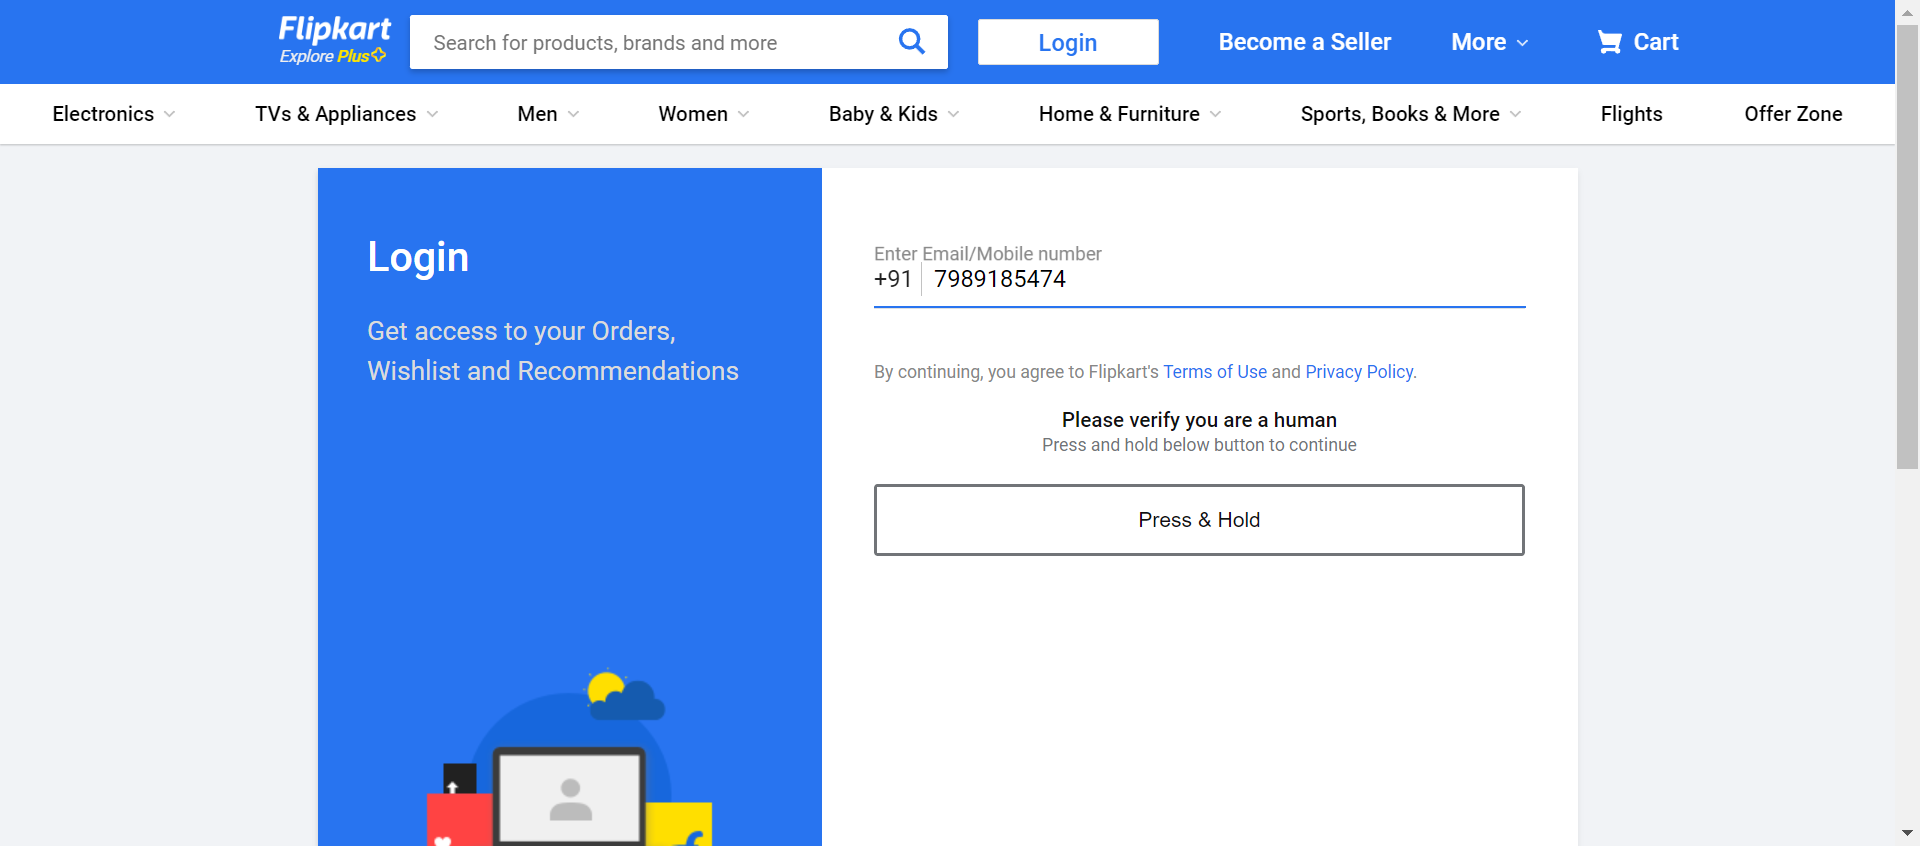 Flipkart
Explore Plus
Search for products, brands and more
Login
Become a Seller
More
Cart
Electronics
TVs & Appliances
Men
Women
Baby & Kids
Home & Furniture
Sports, Books & More
Flights
Offer Zone
Login
Get access to your Orders,
Wishlist and Recommendations
Enter Email/Mobile number
+91 7989185474
By continuing, you agree to Flipkart's Terms of Use and Privacy Policy.
Please verify you are a human
Press and hold below button to continue
Press & Hold